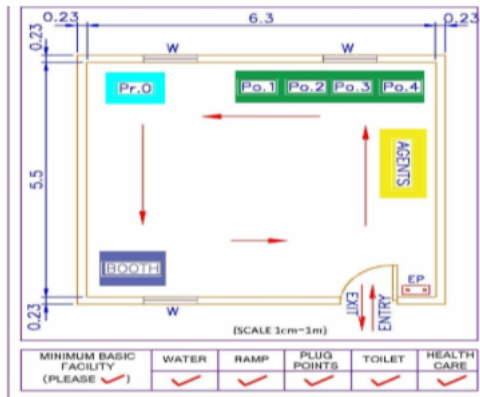 0.23 6.3 0.23
0.23
W W
Pr.O Po.1 Po.2 Po.3 Po.4
AGENTS
5.5
BOOTH
EP
EXIT ENTRY
0.23
W
(SCALE 1cm-1m)
MINIMUM BASIC FACILITY (PLEASE ✓) WATER RAMP PLUG POINTS TOILET HEALTH CARE
✓ ✓ ✓ ✓ ✓